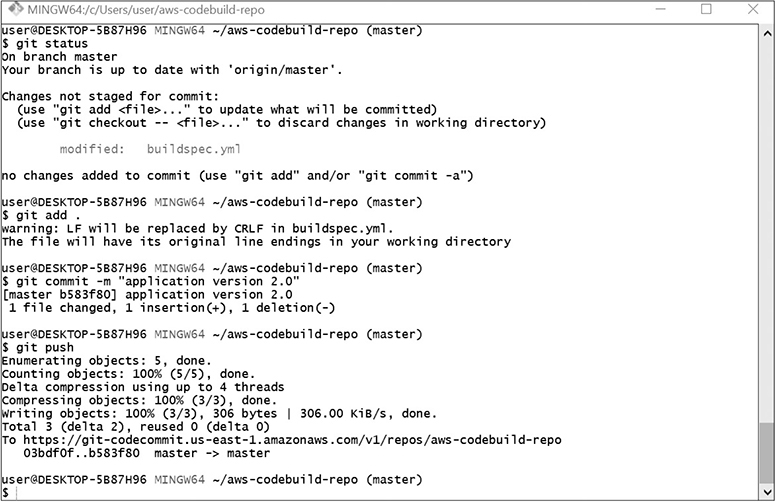 MINGW64:/c/Users/user/aws-codebuild-repo
user@DESKTOP-5B87H96 MINGW64 ~/aws-codebuild-repo (master)
$ git status
On branch master
Your branch is up to date with 'origin/master'.
Changes not staged for commit:
  (use "git add <file>..." to update what will be committed)
  (use "git checkout -- <file>..." to discard changes in working directory)
        modified:   buildspec.yml
no changes added to commit (use "git add" and/or "git commit -a")
user@DESKTOP-5B87H96 MINGW64 ~/aws-codebuild-repo (master)
$ git add .
warning: LF will be replaced by CRLF in buildspec.yml.
The file will have its original line endings in your working directory
user@DESKTOP-5B87H96 MINGW64 ~/aws-codebuild-repo (master)
$ git commit -m "application version 2.0"
[master b583f80] application version 2.0
 1 file changed, 1 insertion(+), 1 deletion(-)
user@DESKTOP-5B87H96 MINGW64 ~/aws-codebuild-repo (master)
$ git push
Enumerating objects: 5, done.
Counting objects: 100% (5/5), done.
Delta compression using up to 4 threads
Compressing objects: 100% (3/3), done.
Writing objects: 100% (3/3), 306 bytes | 306.00 KiB/s, done.
Total 3 (delta 2), reused 0 (delta 0)
To https://git-codecommit.us-east-1.amazonaws.com/v1/repos/aws-codebuild-repo
   03bdf0f..b583f80  master -> master
user@DESKTOP-5B87H96 MINGW64 ~/aws-codebuild-repo (master)
$